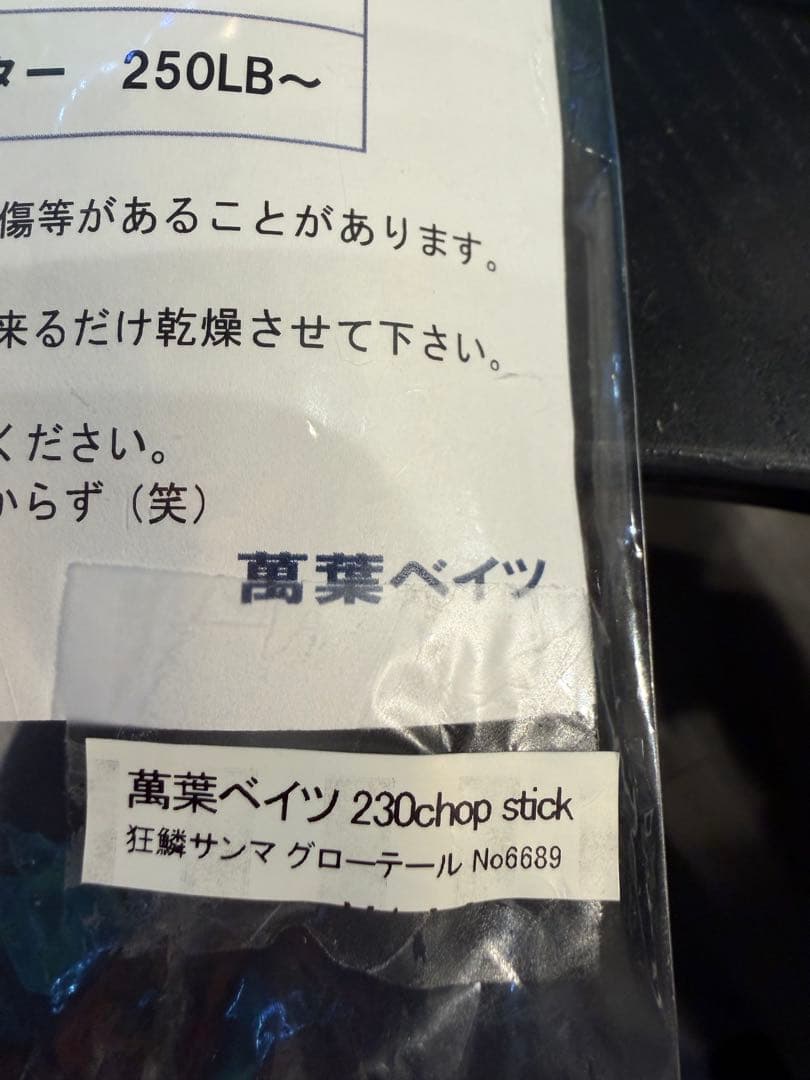 ター 250LB～
傷等があることがあります。
来るだけ乾燥させて下さい。
ください。
からず（笑）
萬葉ベイツ
萬葉ベイツ 230chop stick
狂鱗サンマ グローテール No6689